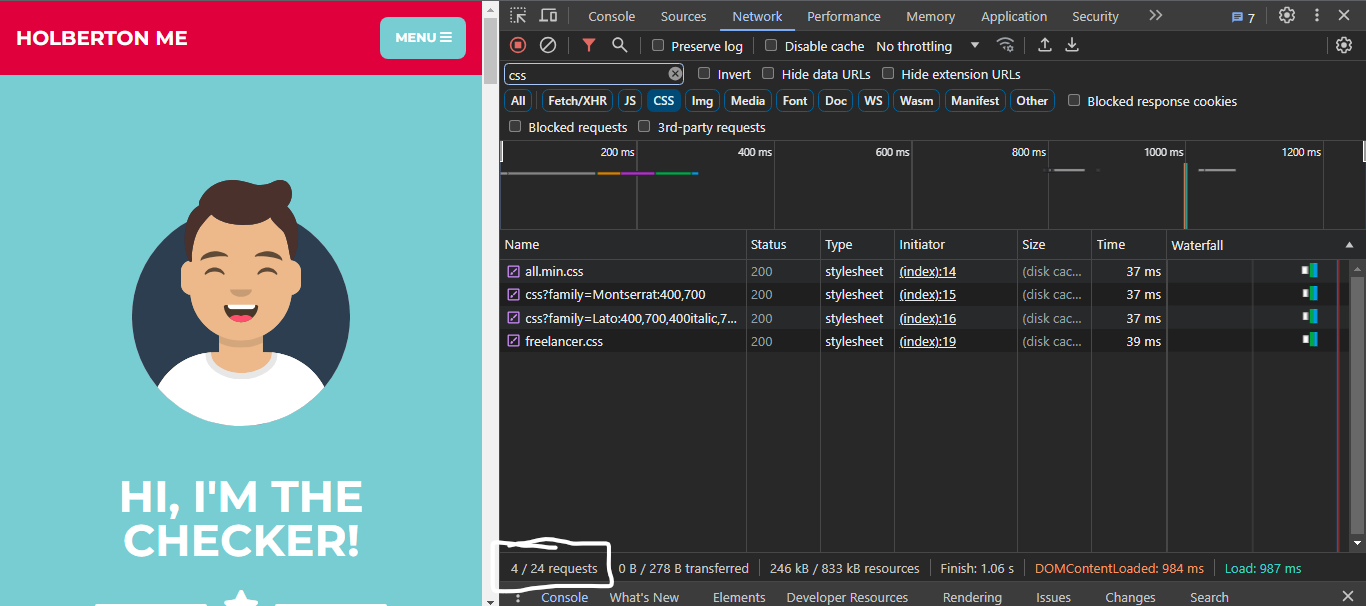 HOLBERTON ME
MENU
HI, I'M THE
CHECKER!
Console Sources Network Performance Memory Application Security 7
Preserve log Disable cache No throttling
css Invert Hide data URLs Hide extension URLs
All Fetch/XHR JS CSS Img Media Font Doc WS Wasm Manifest Other Blocked response cookies
Blocked requests 3rd-party requests
200 ms 400 ms 600 ms 800 ms 1000 ms 1200 ms
Name Status Type Initiator Size Time Waterfall
all.min.css 200 stylesheet (index):14 (disk cac... 37 ms
css?family=Montserrat:400,700 200 stylesheet (index):15 (disk cac... 37 ms
css?family=Lato:400,700,400italic,7... 200 stylesheet (index):16 (disk cac... 37 ms
freelancer.css 200 stylesheet (index):19 (disk cac... 39 ms
4 / 24 requests 0 B / 278 B transferred 246 kB / 833 kB resources Finish: 1.06 s DOMContentLoaded: 984 ms Load: 987 ms
Console What's New Elements Developer Resources Rendering Issues Changes Search